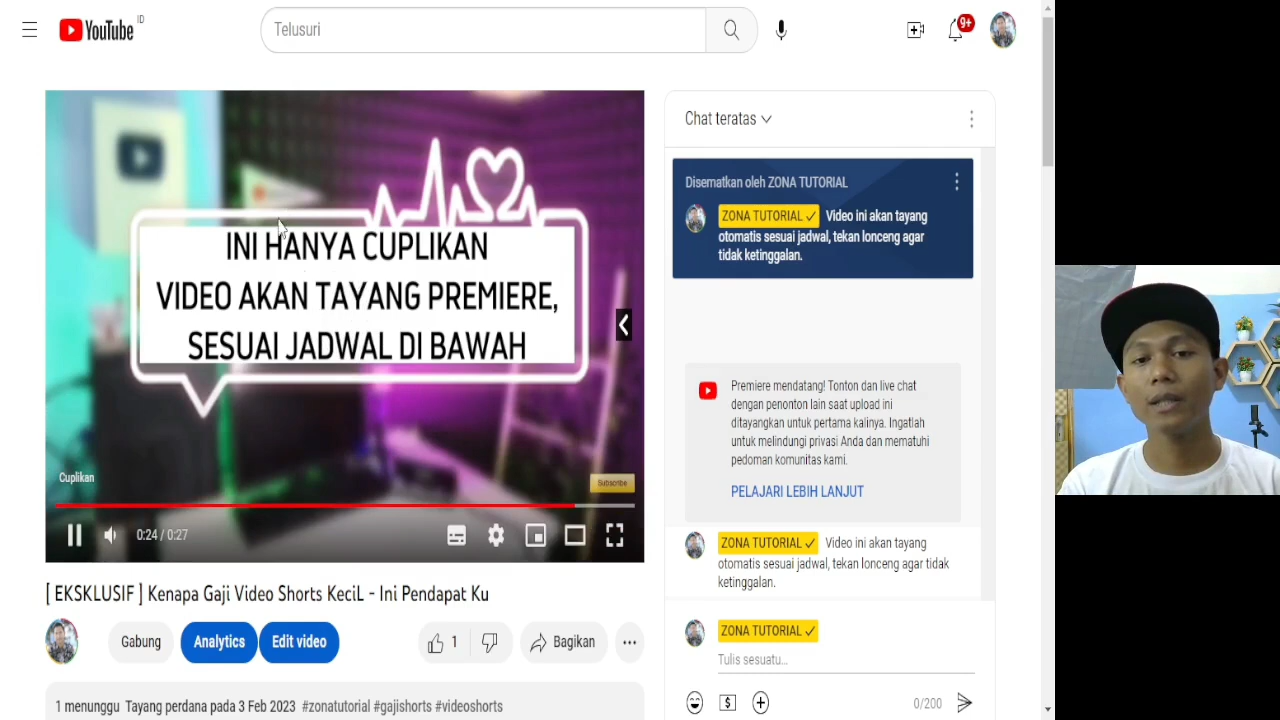 YouTube ID
Telusuri
9+
INI HANYA CUPLIKAN
VIDEO AKAN TAYANG PREMIERE,
SESUAI JADWAL DI BAWAH
Cuplikan
Subscribe
0:24 / 0:27
[ EKSKLUSIF ] Kenapa Gaji Video Shorts KeciL - Ini Pendapat Ku
Gabung
Analytics
Edit video
1
Bagikan
1 menunggu Tayang perdana pada 3 Feb 2023 #zonatutorial #gajishorts #videoshorts
Chat teratas
Disematkan oleh ZONA TUTORIAL
ZONA TUTORIAL Video ini akan tayang
otomatis sesuai jadwal, tekan lonceng agar
tidak ketinggalan.
Premiere mendatang! Tonton dan live chat
dengan penonton lain saat upload ini
ditayangkan untuk pertama kalinya. Ingatlah
untuk melindungi privasi Anda dan mematuhi
pedoman komunitas kami.
PELAJARI LEBIH LANJUT
ZONA TUTORIAL Video ini akan tayang
otomatis sesuai jadwal, tekan lonceng agar tidak
ketinggalan.
ZONA TUTORIAL
Tulis sesuatu...
0/200